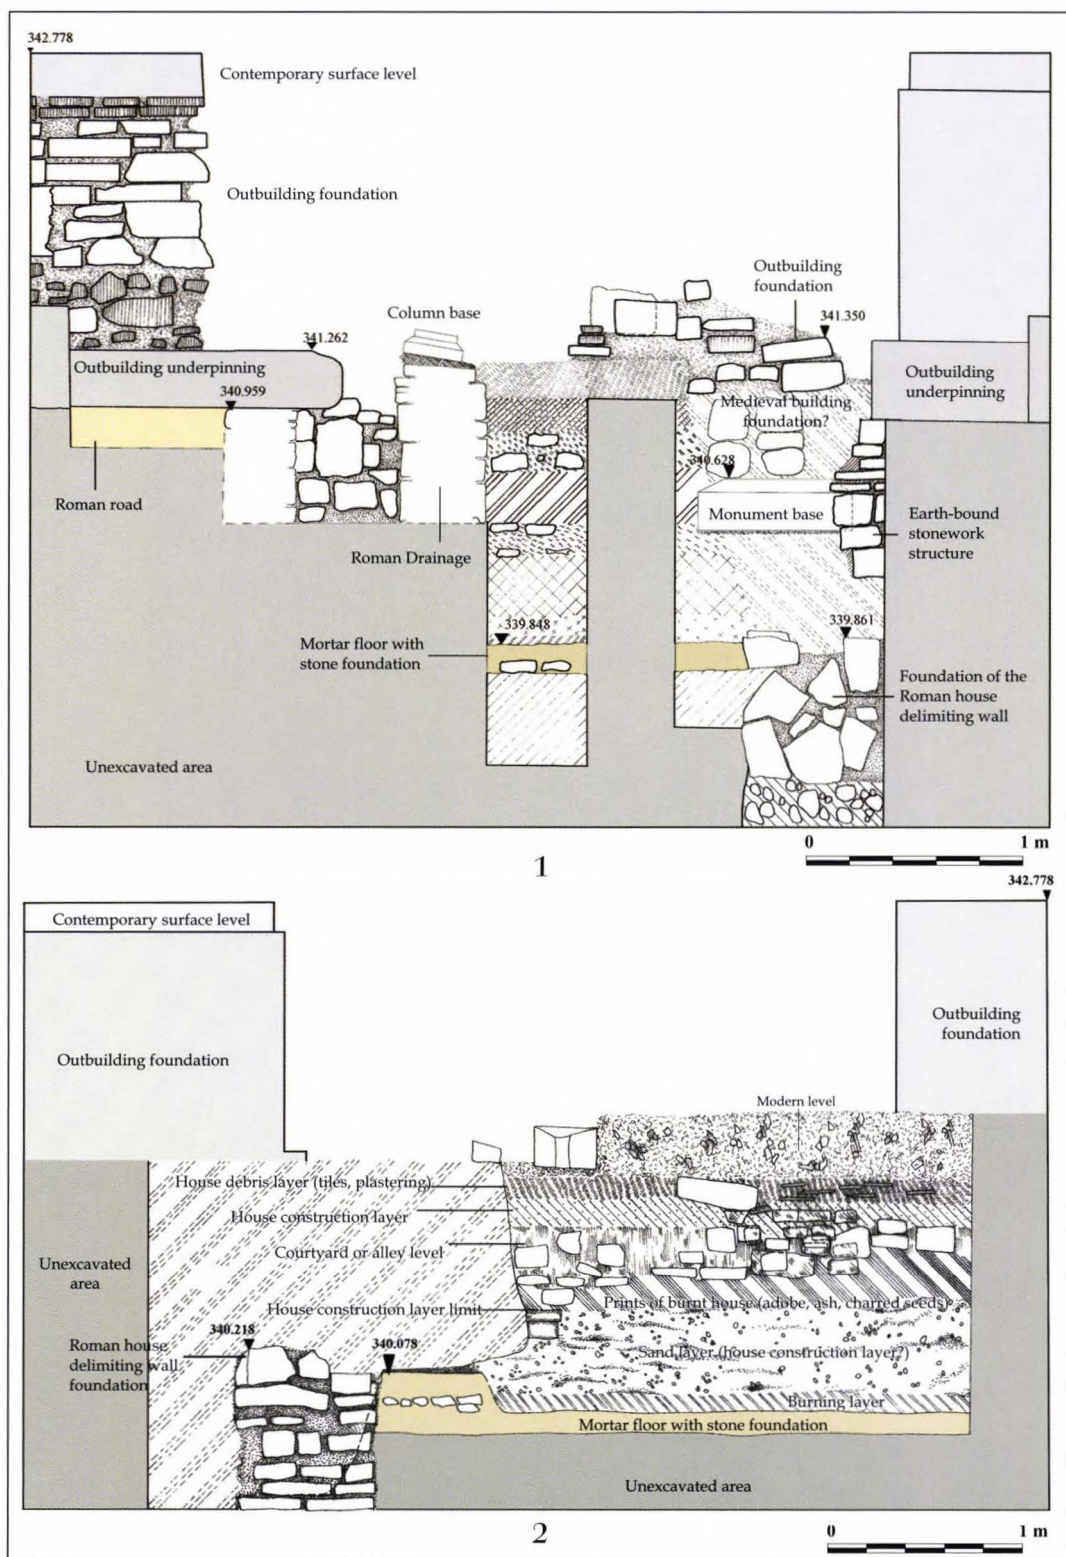 342.778
Contemporary surface level
Outbuilding foundation
Outbuilding
foundation
341.350
Column base
341.262
Outbuilding underpinning
340.959
Outbuilding
underpinning
Medieval building
foundation?
340.628
Roman road
Monument base
Earth-bound
stonework
structure
Roman Drainage
339.848
339.861
Mortar floor with
stone foundation
Foundation of the
Roman house
delimiting wall
Unexcavated area
0 1 m
1
342.778
Contemporary surface level
Outbuilding
foundation
Outbuilding foundation
Modern level
House debris layer (tiles, plastering)
House construction layer
Courtyard or alley level
Unexcavated
area
House construction layer limit
Prints of burnt house (adobe, ash, charred seeds)
340.218
340.078
Roman house
delimiting wall
foundation
Sand layer (house construction layer?)
Burning layer
Mortar floor with stone foundation
Unexcavated area
2
0 1 m